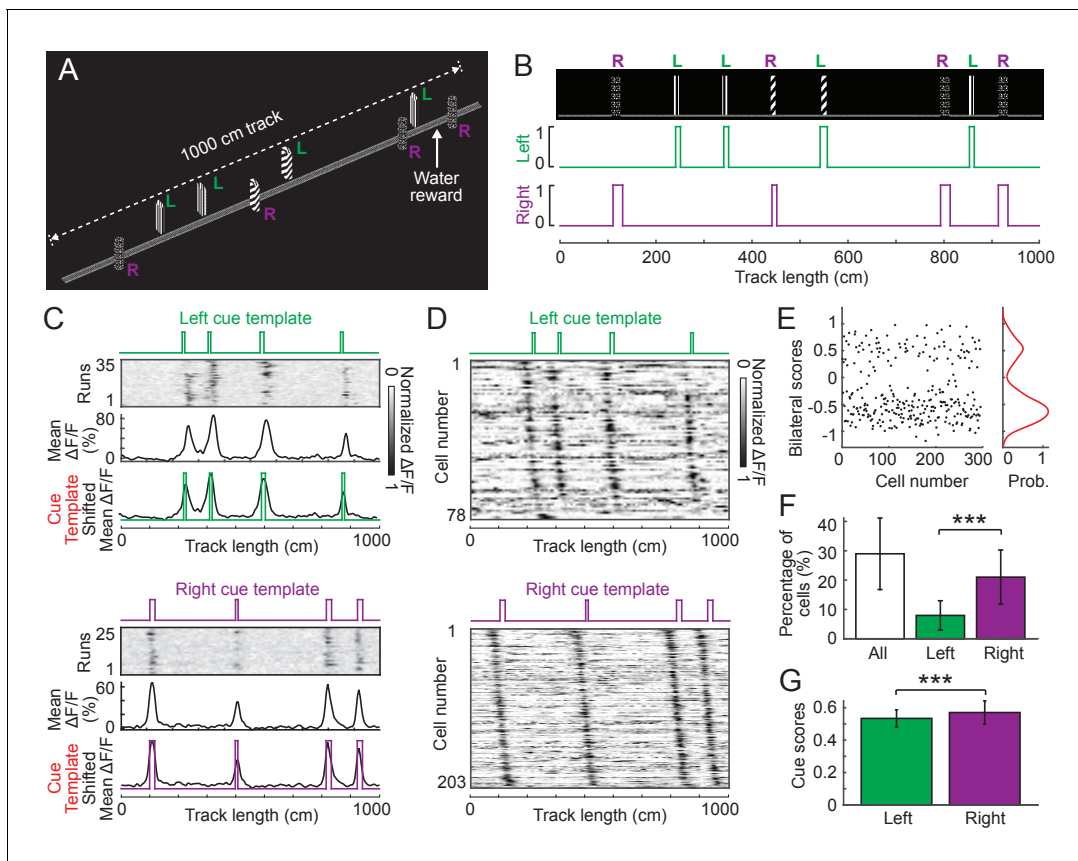 A
1000 cm track
R
L
L
R
L
R
L
R
Water
reward
B
R L L R L R L R
Left
1
0
Right
1
0
0 200 400 600 800 1000
Track length (cm)
C
Left cue template
Runs
35
1
Normalized ΔF/F
0
1
Mean
ΔF/F
(%)
80
0
Cue
Template
Shifted
Mean ΔF/F
0 1000
Track length (cm)
Right cue template
Runs
25
1
Mean
ΔF/F
(%)
60
0
Cue
Template
Shifted
Mean ΔF/F
0 1000
Track length (cm)
D
Left cue template
Cell number
1
78
Normalized ΔF/F
0
1
0 1000
Track length (cm)
Right cue template
Cell number
1
203
0 1000
Track length (cm)
E
Bilateral scores
1
0.5
0
-0.5
-1
0 100 200 300
Cell number
0 1
Prob.
F
Percentage of
cells (%)
40
30
20
10
0
***
All Left Right
G
Cue scores
0.6
0.4
0.2
0
***
Left Right